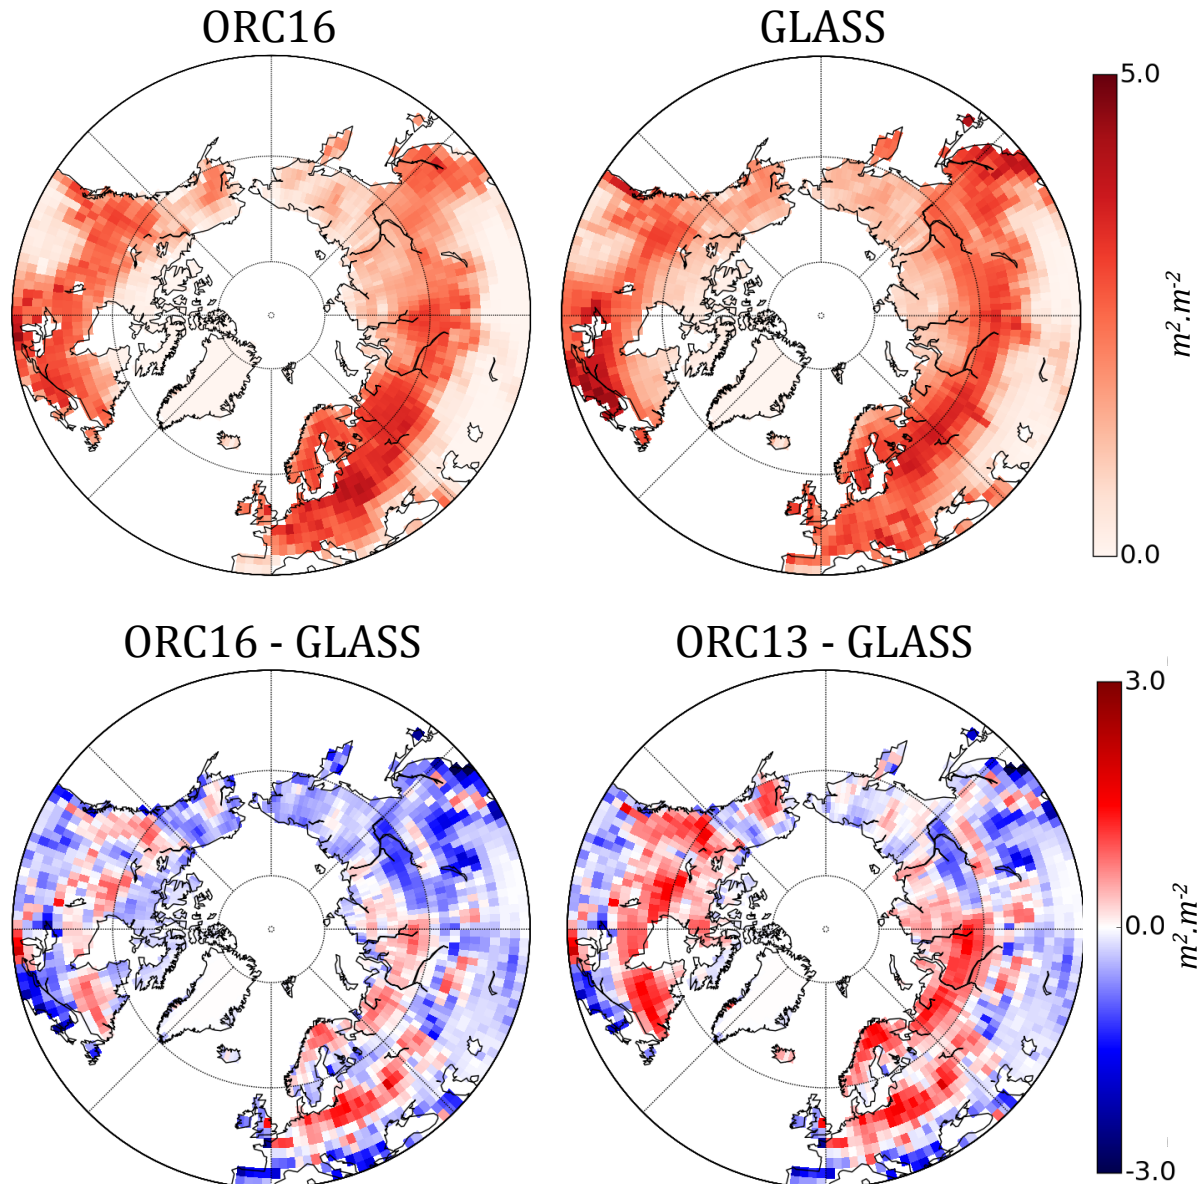 ORC16
GLASS
5.0
0.0
m².m⁻²
ORC16 - GLASS
ORC13 - GLASS
3.0
0.0
-3.0
m².m⁻²